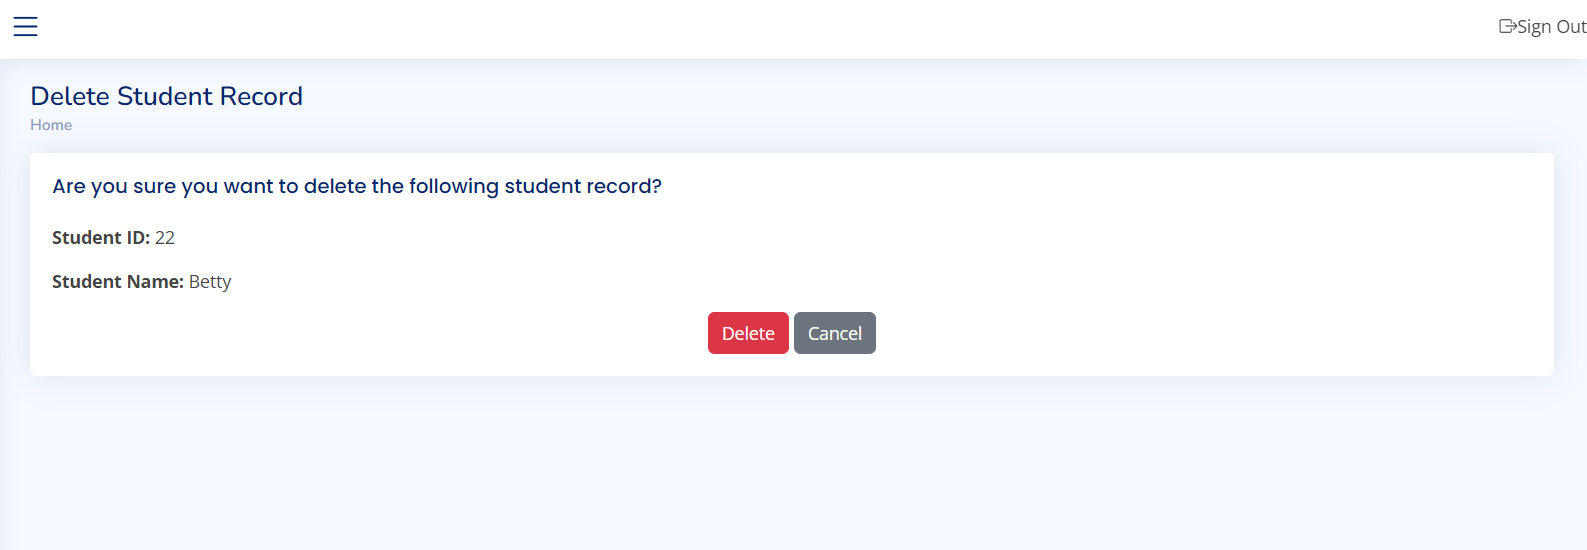 Sign Out
Delete Student Record
Home
Are you sure you want to delete the following student record?
Student ID: 22
Student Name: Betty
Delete Cancel